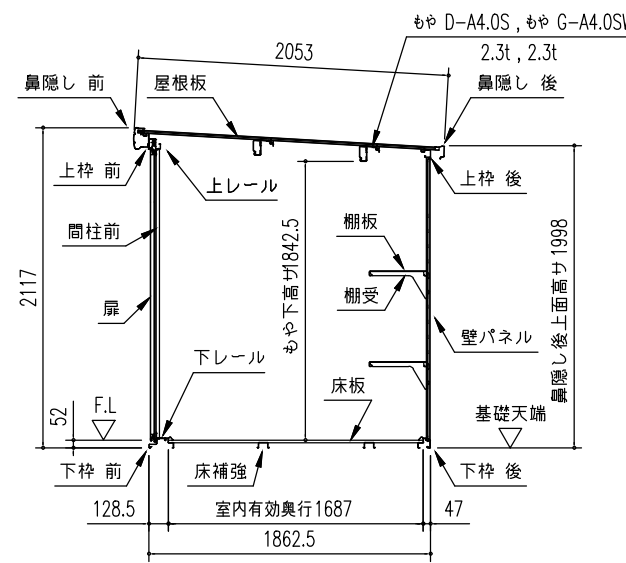 もや D-A4.0S , もや G-A4.0SW
2.3t , 2.3t
2053
鼻隠し 前
屋根板
鼻隠し 後
上枠 前
上レール
上枠 後
間柱前
棚板
棚受
扉
もや下高サ1842.5
壁パネル
鼻隠し後上面高サ1998
2117
下レール
床板
52
F.L
基礎天端
下枠 前
床補強
下枠 後
128.5
室内有効奥行1687
47
1862.5